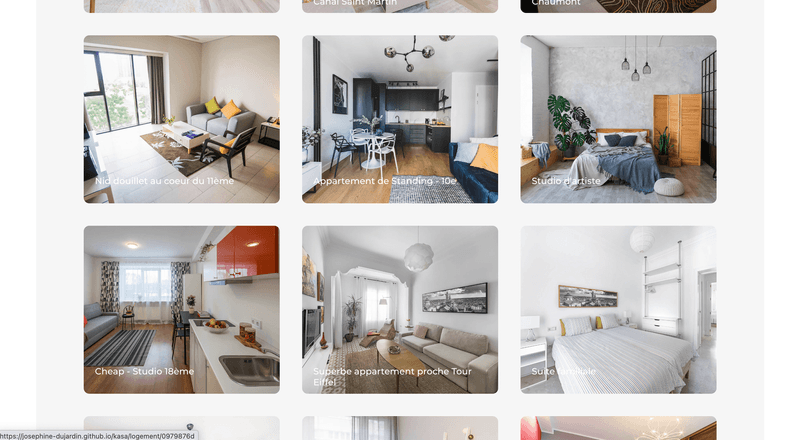 Canal Saint Martin
Chaumont
Nid douillet au coeur du 11ème
Appartement de Standing - 10e
Studio d'artiste
Cheap - Studio 18ème
Superbe appartement proche Tour
Eiffel
Suite familiale
https://josephine-dujardin.github.io/kasa/logement/0979876d